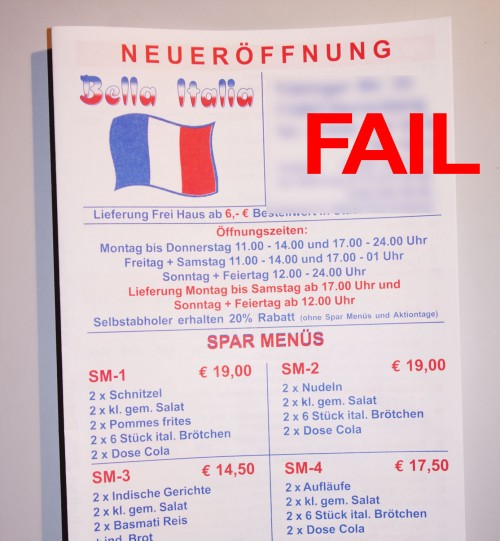 NEUERÖFFNUNG
Bella Italia
FAIL
Lieferung Frei Haus ab 6,- € Bestellwert in
Öffnungszeiten:
Montag bis Donnerstag 11.00 - 14.00 und 17.00 - 24.00 Uhr
Freitag + Samstag 11.00 - 14.00 und 17.00 - 01 Uhr
Sonntag + Feiertag 12.00 - 24.00 Uhr
Lieferung Montag bis Samstag ab 17.00 Uhr und
Sonntag + Feiertag ab 12.00 Uhr
Selbstabholer erhalten 20% Rabatt (ohne Spar Menüs und Aktiontage)
SPAR MENÜS
SM-1 € 19,00
2 x Schnitzel
2 x kl. gem. Salat
2 x Pommes frites
2 x 6 Stück ital. Brötchen
2 x Dose Cola
SM-2 € 19,00
2 x Nudeln
2 x kl. gem. Salat
2 x 6 Stück ital. Brötchen
2 x Dose Cola
SM-3 € 14,50
2 x Indische Gerichte
2 x kl. gem. Salat
2 x Basmati Reis
ind. Brot
SM-4 € 17,50
2 x Aufläufe
2 x kl. gem. Salat
2 x 6 Stück ital. Brötchen
2 x Dose Cola